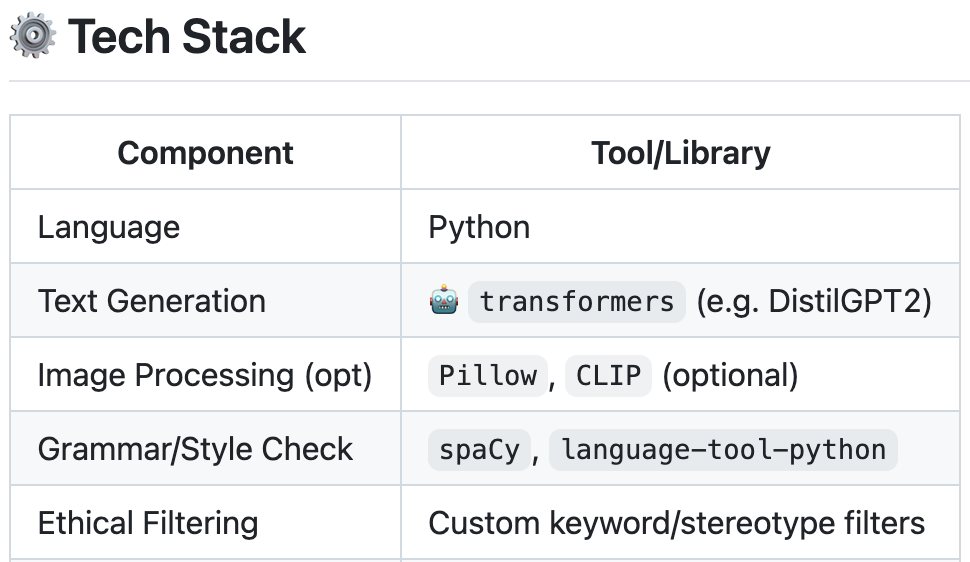 Tech Stack
Component Tool/Library
Language Python
Text Generation transformers (e.g. DistilGPT2)
Image Processing (opt) Pillow, CLIP (optional)
Grammar/Style Check spaCy, language-tool-python
Ethical Filtering Custom keyword/stereotype filters